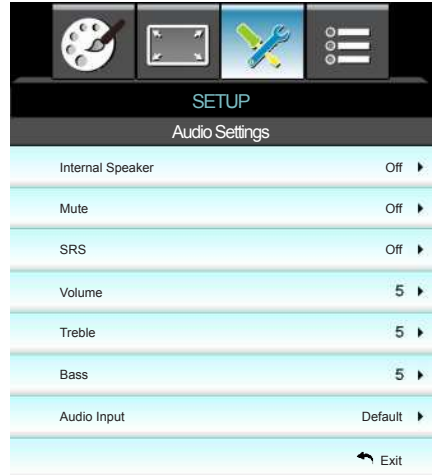 SETUP
Audio Settings
Internal Speaker Off
Mute Off
SRS Off
Volume 5
Treble 5
Bass 5
Audio Input Default
Exit